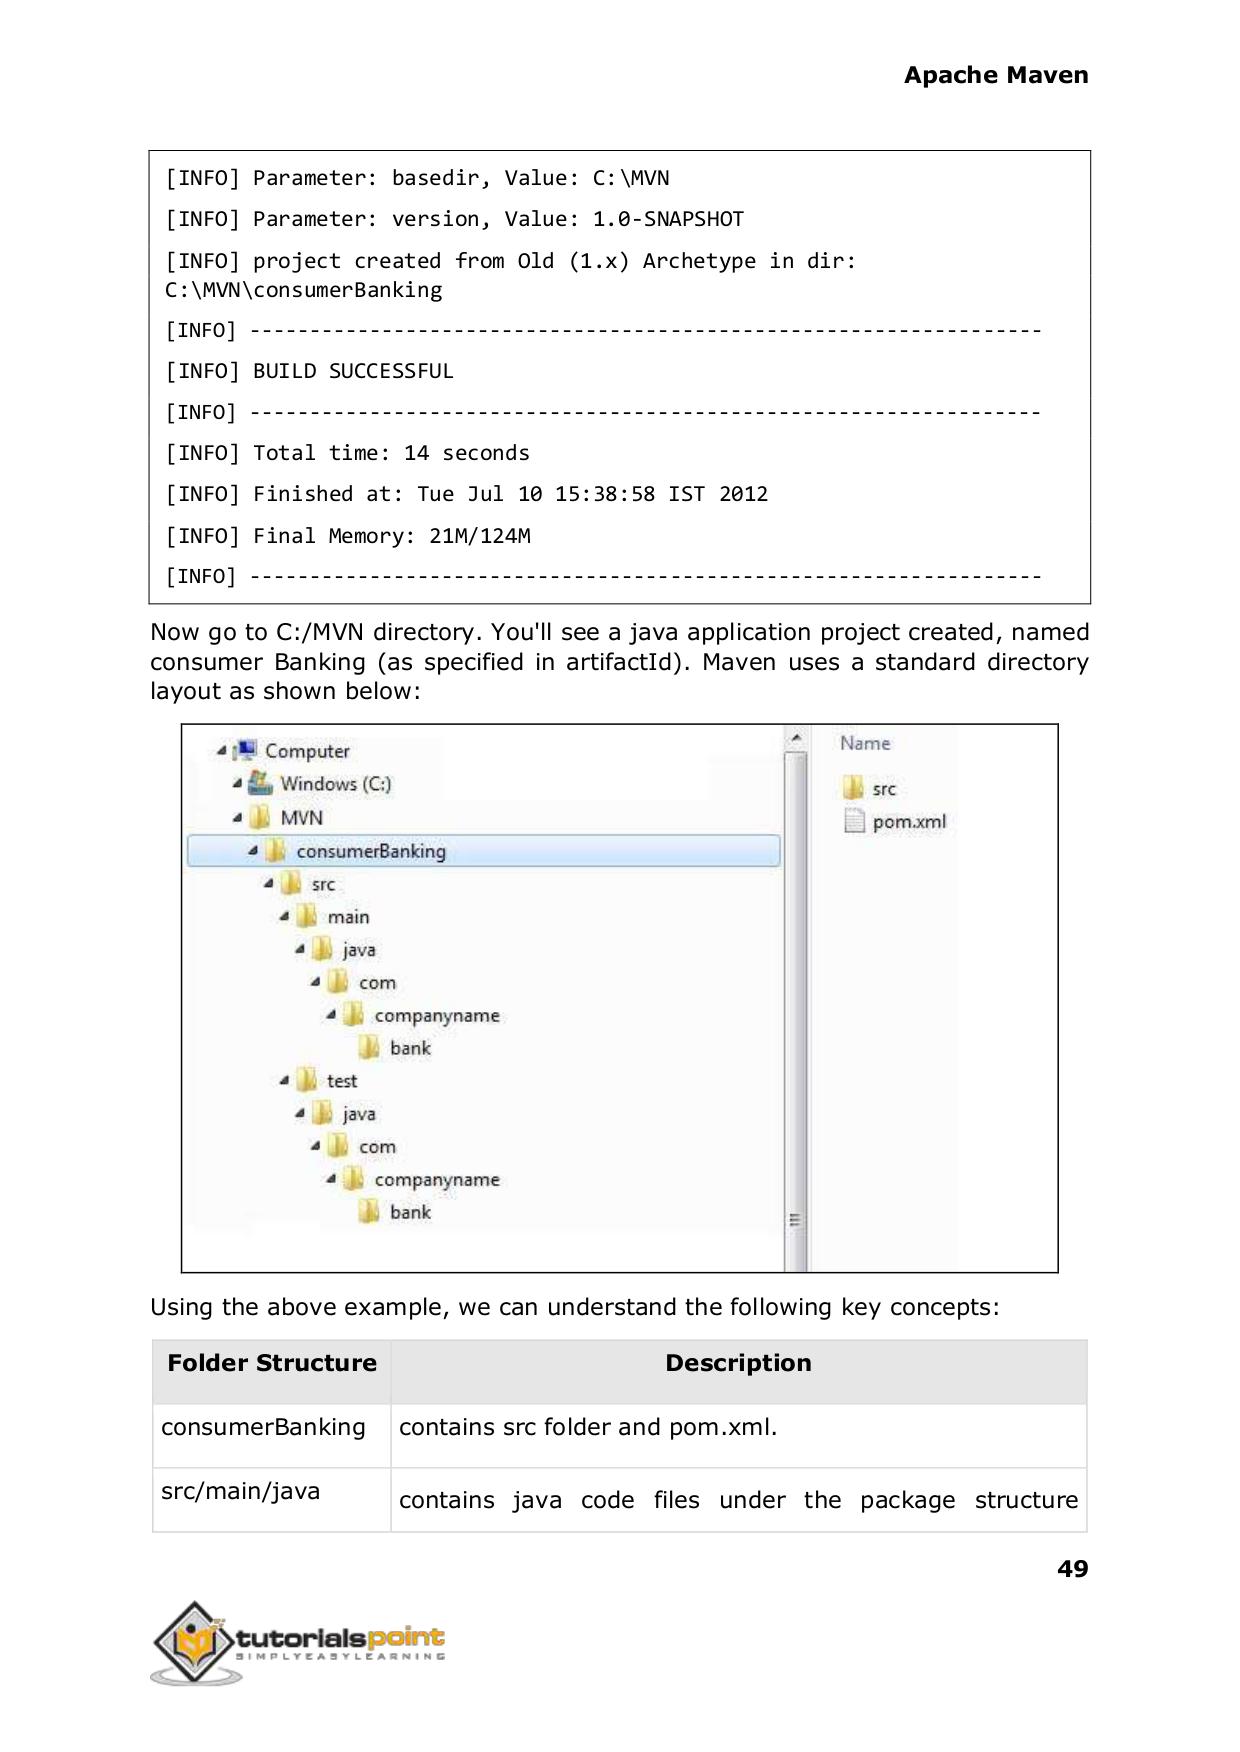 Apache Maven
[INFO] Parameter: basedir, Value: C:\MVN
[INFO] Parameter: version, Value: 1.0-SNAPSHOT
[INFO] project created from Old (1.x) Archetype in dir:
C:\MVN\consumerBanking
[INFO] ------------------------------------------------------------------
[INFO] BUILD SUCCESSFUL
[INFO] ------------------------------------------------------------------
[INFO] Total time: 14 seconds
[INFO] Finished at: Tue Jul 10 15:38:58 IST 2012
[INFO] Final Memory: 21M/124M
[INFO] ------------------------------------------------------------------
Now go to C:/MVN directory. You'll see a java application project created, named
consumer Banking (as specified in artifactId). Maven uses a standard directory
layout as shown below:
Computer
Windows (C:)
MVN
consumerBanking
src
main
java
com
companyname
bank
test
java
com
companyname
bank
Name
src
pom.xml
Using the above example, we can understand the following key concepts:
Folder Structure Description
consumerBanking contains src folder and pom.xml.
src/main/java contains java code files under the package structure
49
tutorialspoint
SIMPLYEASYLEARNING